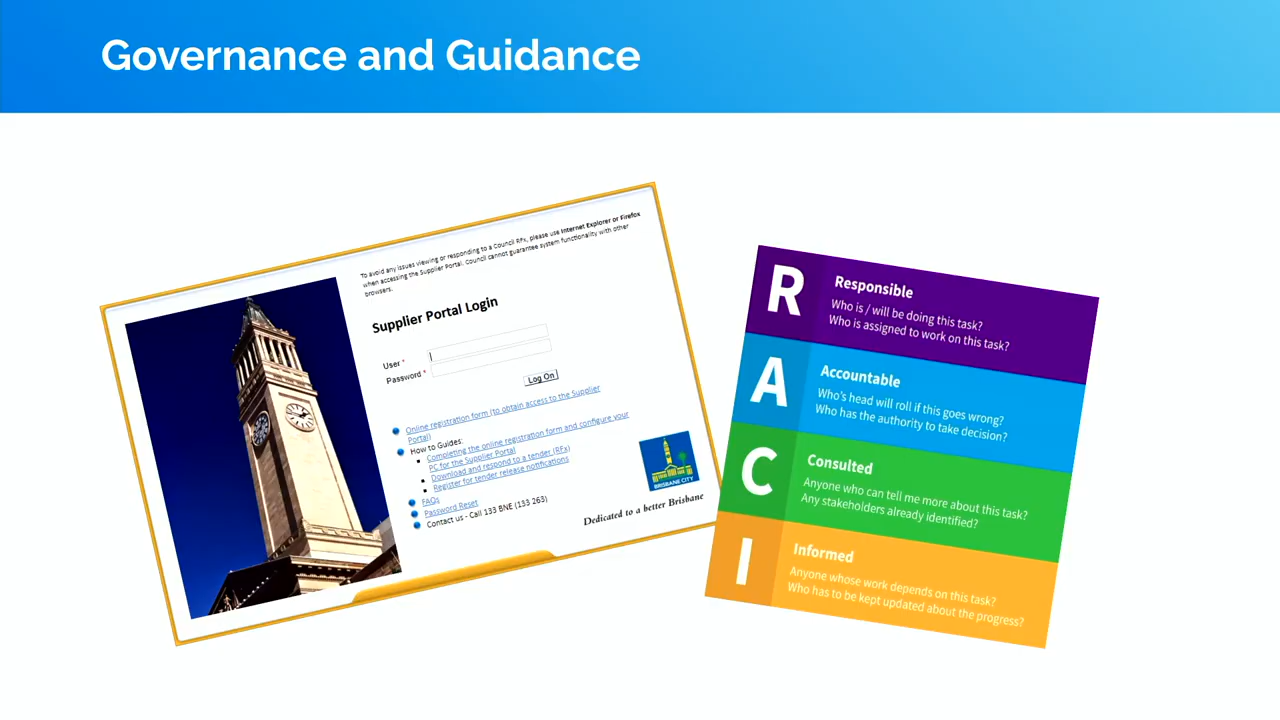 Governance and Guidance
To avoid any issues viewing or responding to a Council RFx, please use Internet Explorer or Firefox
when accessing the Supplier Portal. Council cannot guarantee system functionality with other
browsers.
Supplier Portal Login
User *
Password *
Log On
Online registration form (to obtain access to the Supplier
Portal)
How to Guides:
Completing the online registration form and configure your
PC for the Supplier Portal
Download and respond to a tender (RFx)
Register for tender release notifications
FAQs
Password Reset
Contact us - Call 133 BNE (133 263)
BRISBANE CITY
Dedicated to a better Brisbane
R
Responsible
Who is / will be doing this task?
Who is assigned to work on this task?
A
Accountable
Who's head will roll if this goes wrong?
Who has the authority to take decision?
C
Consulted
Anyone who can tell me more about this task?
Any stakeholders already identified?
I
Informed
Anyone whose work depends on this task?
Who has to be kept updated about the progress?